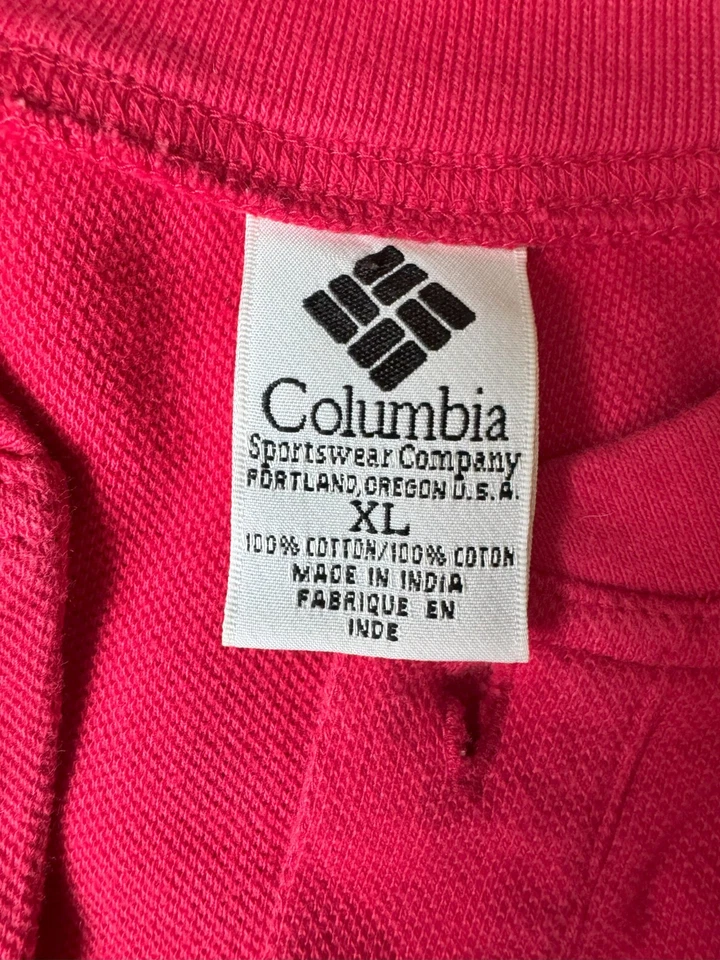 Columbia
Sportswear Company
PORTLAND, OREGON U.S.A.
XL
100% COTTON/100% COTON
MADE IN INDIA
FABRIQUE EN
INDE